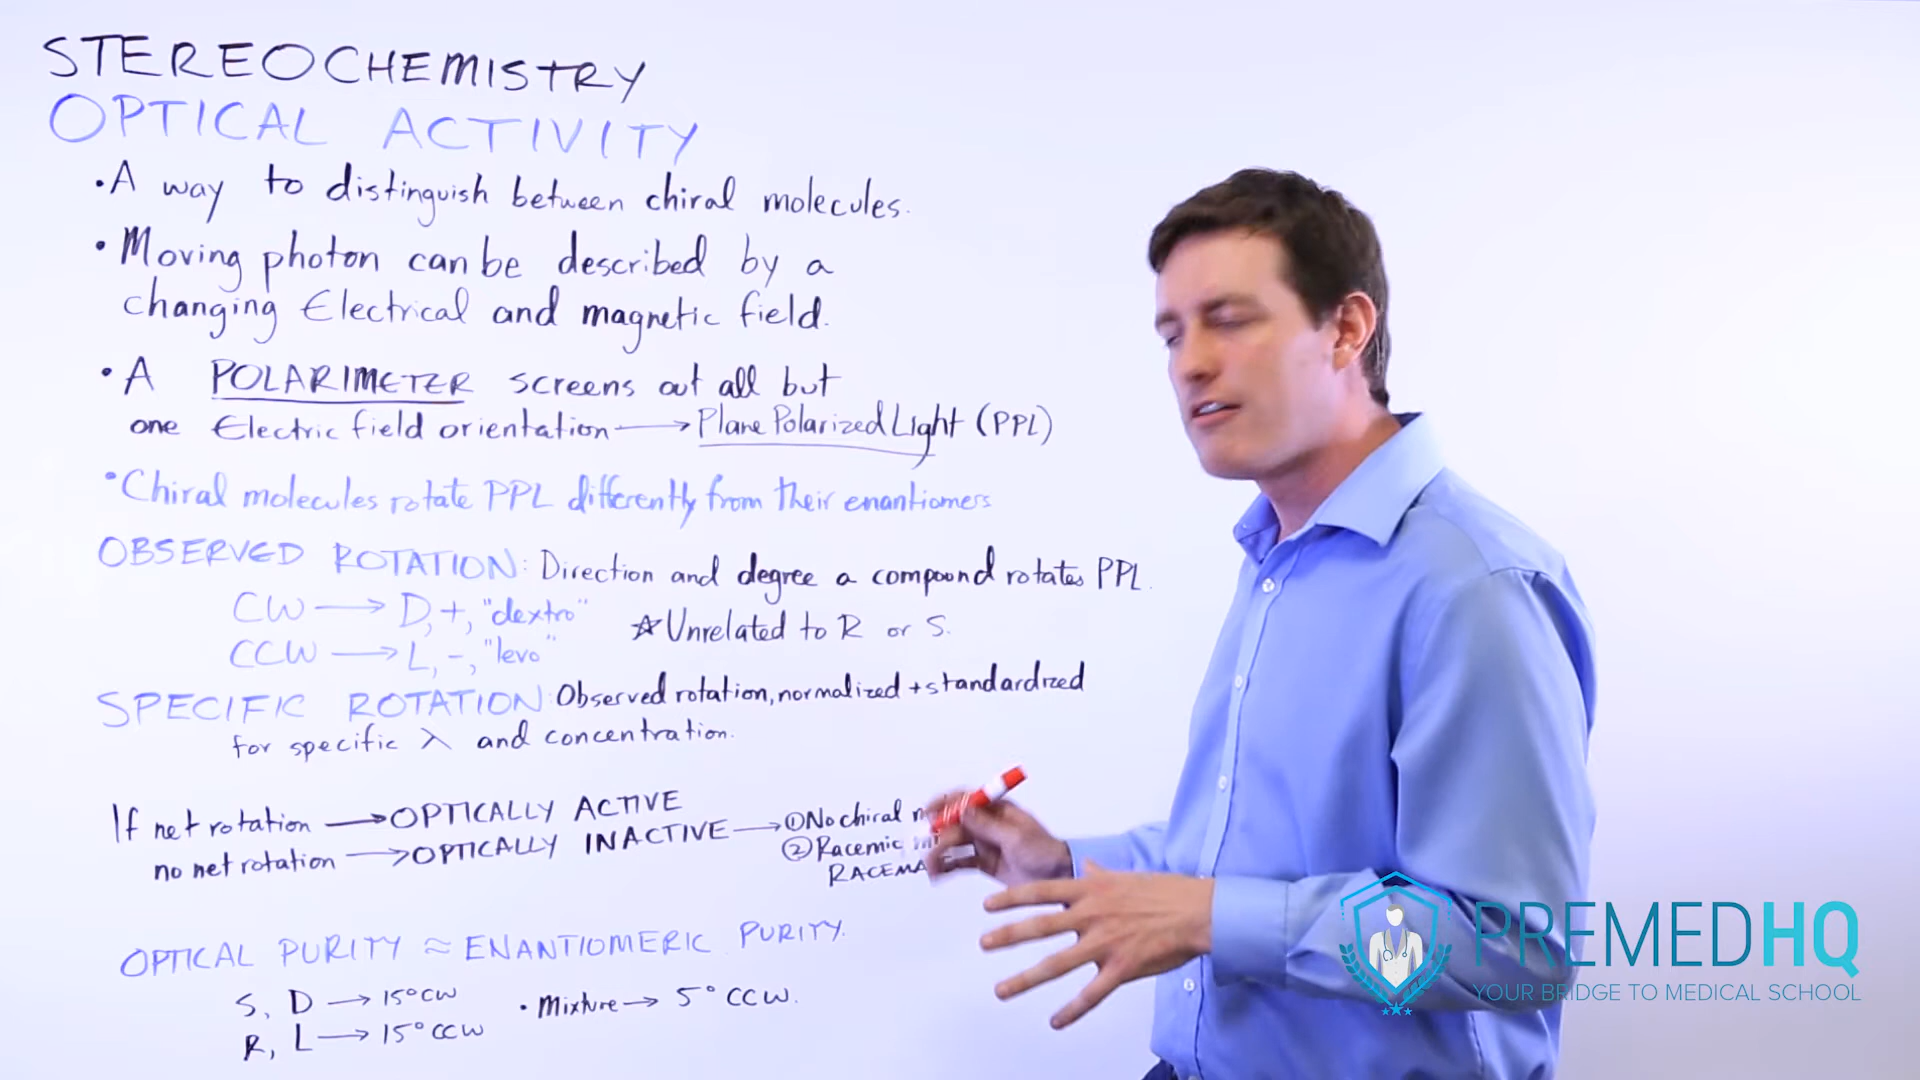 STEREOCHEMISTRY
OPTICAL ACTIVITY
• A way to distinguish between chiral molecules.
• Moving photon can be described by a
changing Electrical and magnetic field.
• A POLARIMETER screens out all but
one Electric field orientation → Plane Polarized Light (PPL)
• Chiral molecules rotate PPL differently from their enantiomers
OBSERVED ROTATION: Direction and degree a compound rotates PPL.
CW → D, +, "dextro"
☆ Unrelated to R or S.
CCW → L, -, "levo"
SPECIFIC ROTATION: Observed rotation, normalized + standardized
for specific λ and concentration.
If net rotation → OPTICALLY ACTIVE
no net rotation → OPTICALLY INACTIVE → ① No chiral
② Racemic
OPTICAL PURITY ≈ ENANTIOMERIC PURITY.
S, D → 15° CW
• Mixture → 5° CCW.
R, L → 15° CCW
PREMEDHQ
YOUR BRIDGE TO MEDICAL SCHOOL